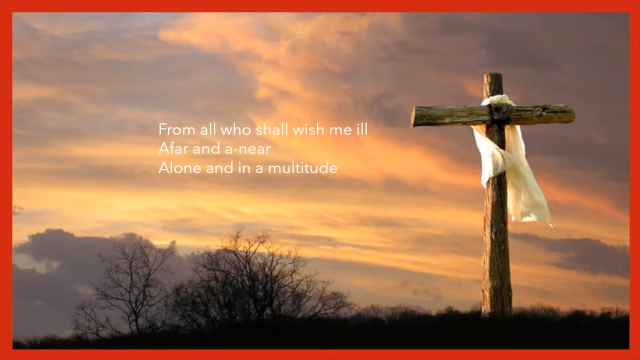 From all who shall wish me ill
Afar and a-near
Alone and in a multitude